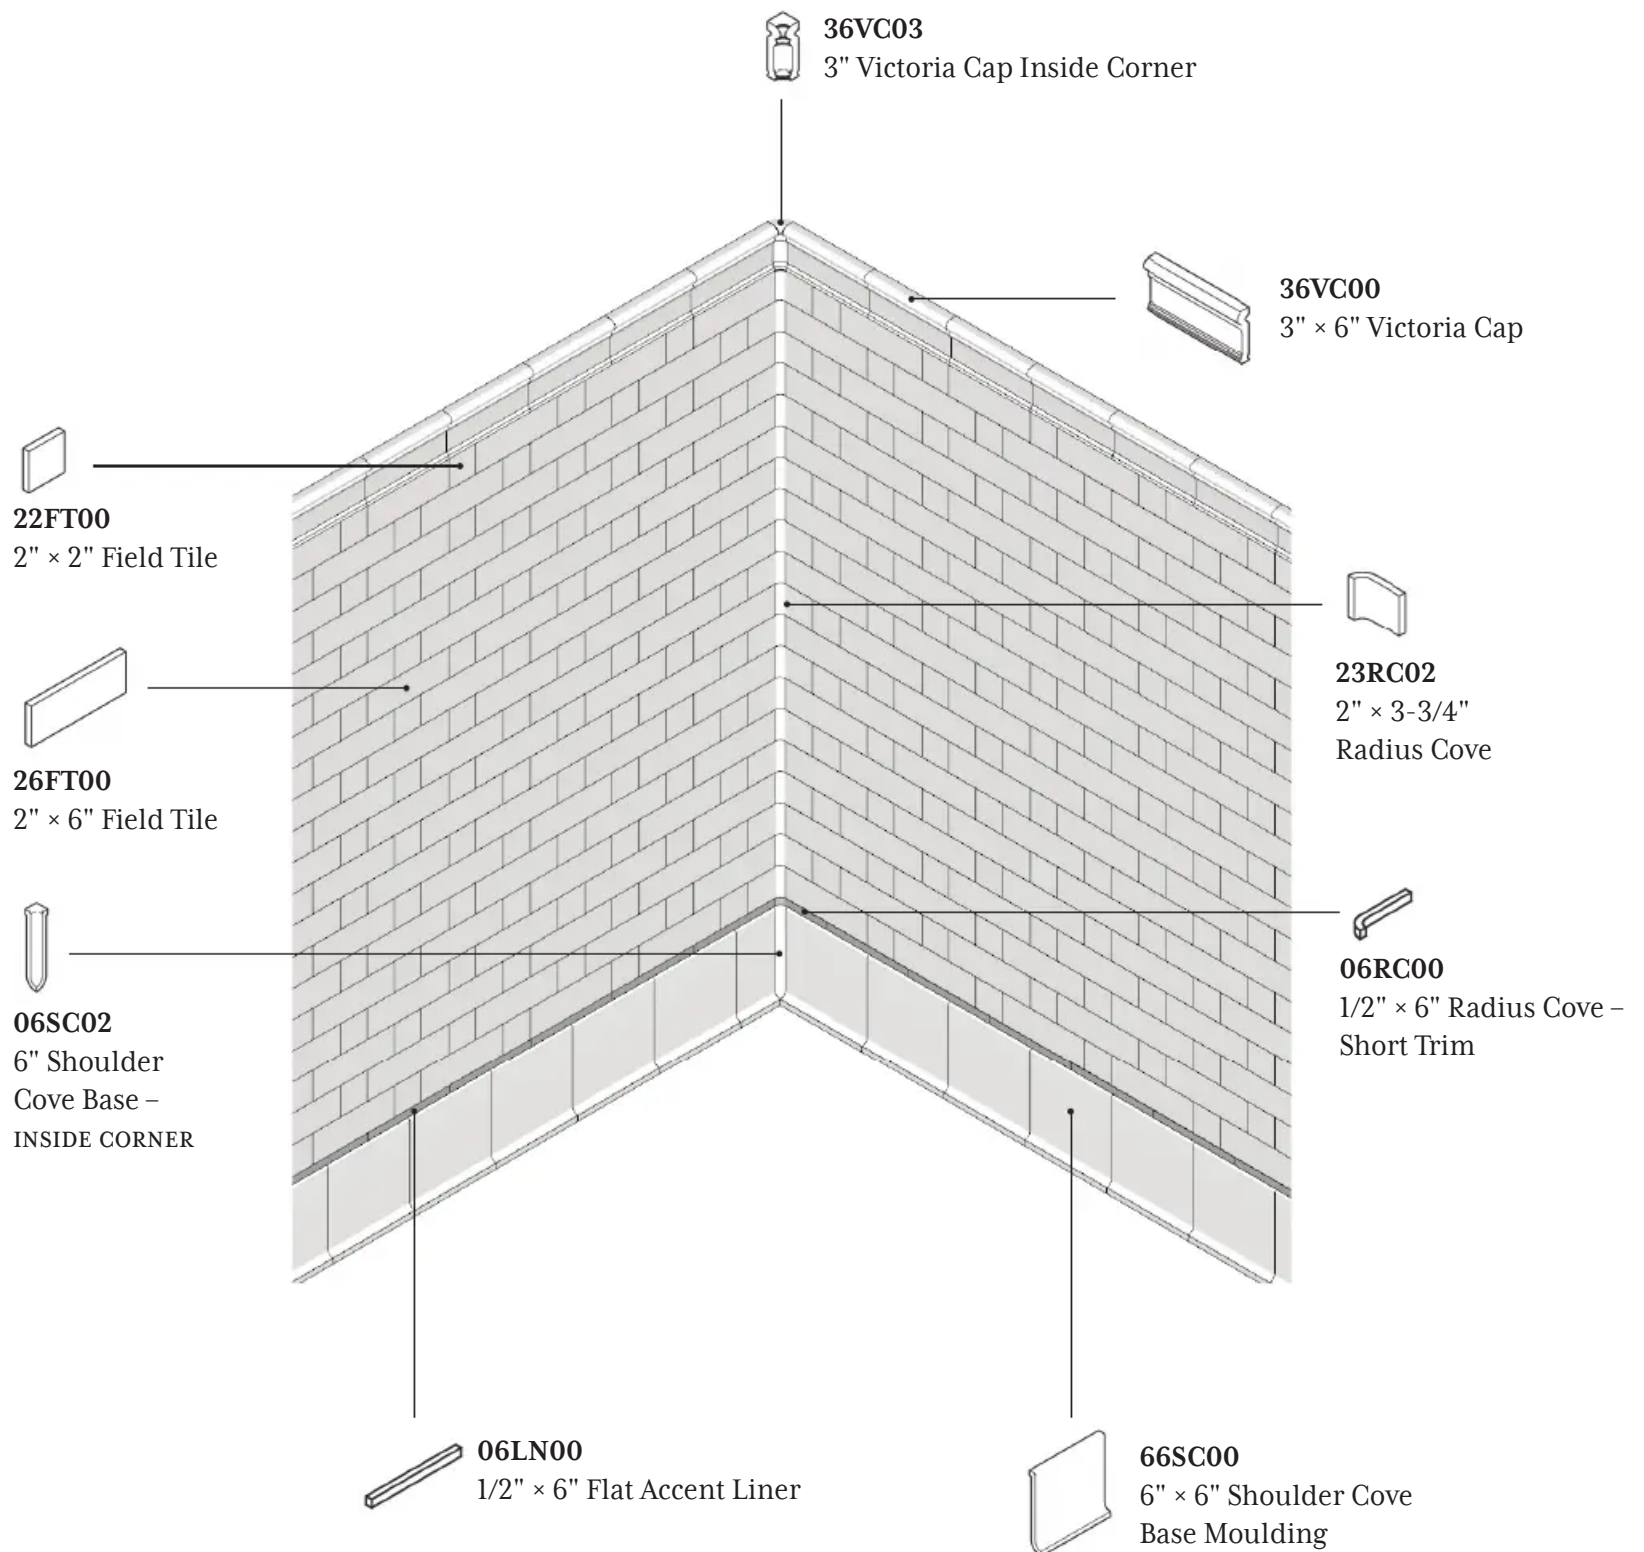 36VC03
3" Victoria Cap Inside Corner
36VC00
3" × 6" Victoria Cap
22FT00
2" × 2" Field Tile
23RC02
2" × 3-3/4"
Radius Cove
26FT00
2" × 6" Field Tile
06RC00
1/2" × 6" Radius Cove –
Short Trim
06SC02
6" Shoulder
Cove Base –
INSIDE CORNER
06LN00
1/2" × 6" Flat Accent Liner
66SC00
6" × 6" Shoulder Cove
Base Moulding